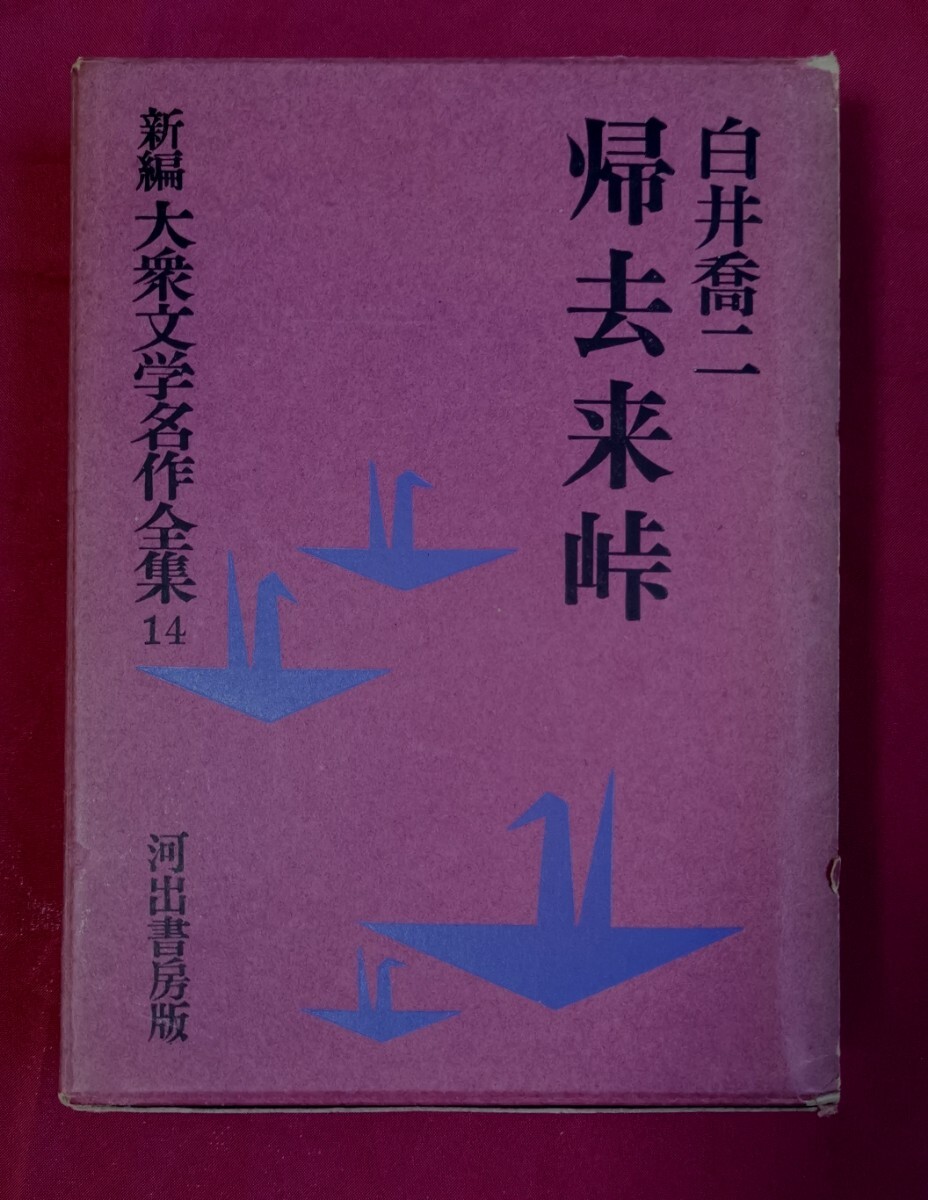 白井喬二
帰去来峠
新編 大衆文学名作全集 14
河出書房版